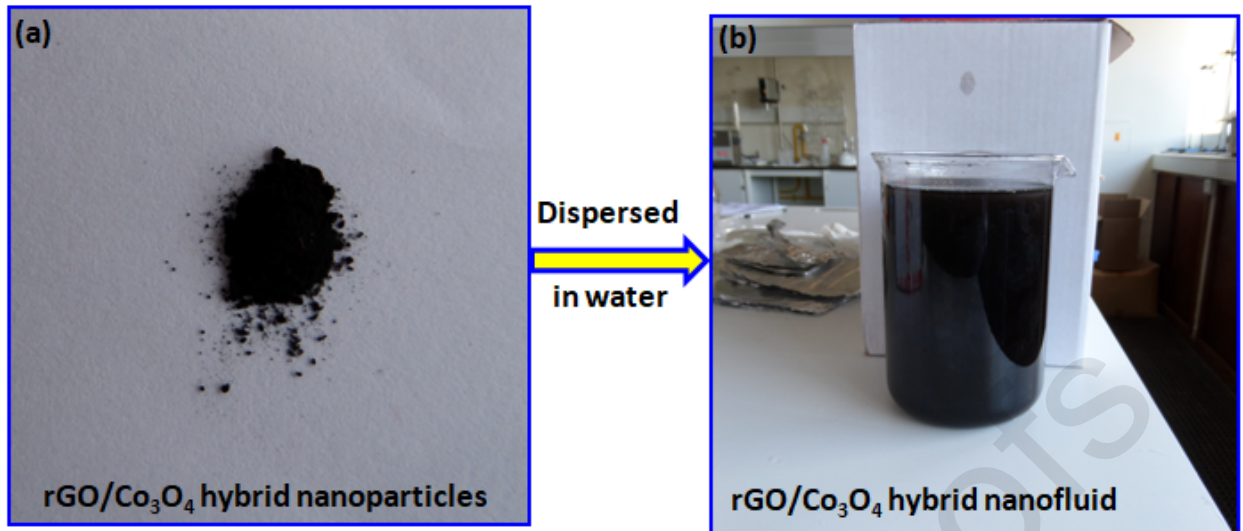 (a)
rGO/Co₃O₄ hybrid nanoparticles
Dispersed
in water
(b)
rGO/Co₃O₄ hybrid nanofluid